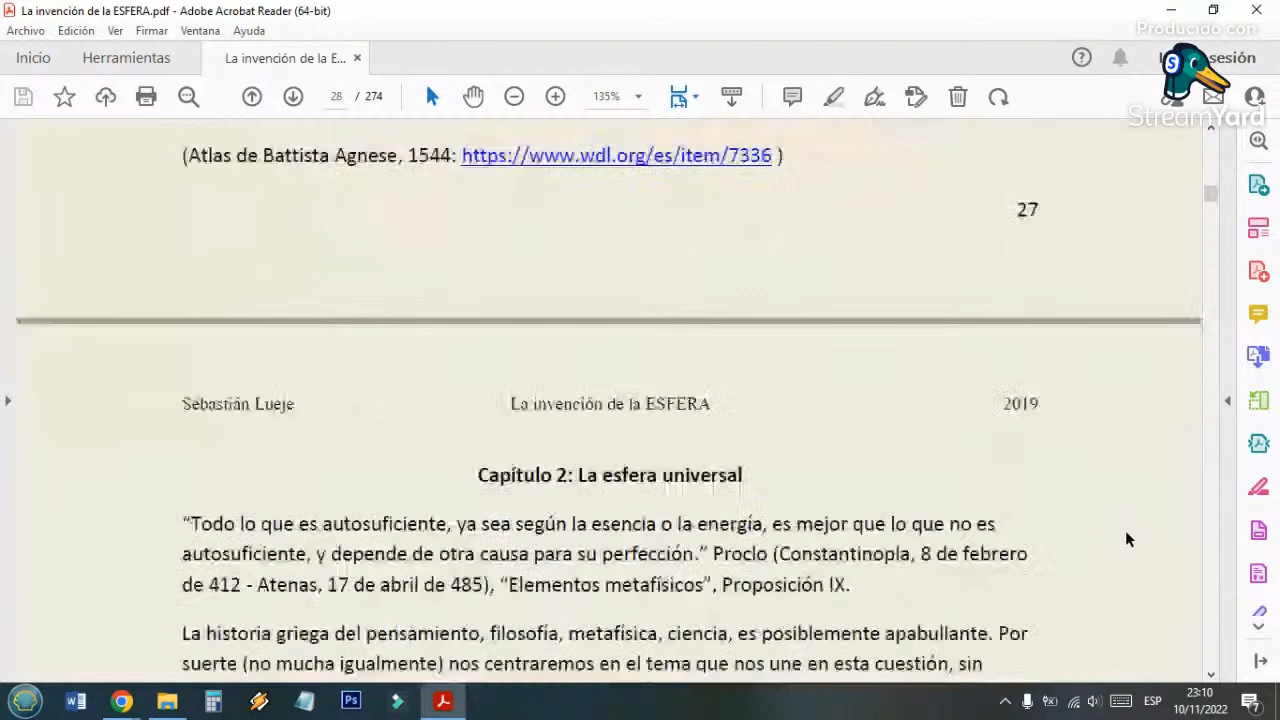 La invención de la ESFERA.pdf - Adobe Acrobat Reader (64-bit)
Archivo Edición Ver Firmar Ventana Ayuda
Producido con
Inicio Herramientas La invención de la E... × sesión
StreamYard
28 / 274 135%
(Atlas de Battista Agnese, 1544: https://www.wdl.org/es/item/7336 )
27
Sebastián Lueje La invención de la ESFERA 2019
Capítulo 2: La esfera universal
“Todo lo que es autosuficiente, ya sea según la esencia o la energía, es mejor que lo que no es
autosuficiente, y depende de otra causa para su perfección.” Proclo (Constantinopla, 8 de febrero
de 412 - Atenas, 17 de abril de 485), “Elementos metafísicos”, Proposición IX.
La historia griega del pensamiento, filosofía, metafísica, ciencia, es posiblemente apabullante. Por
suerte (no mucha igualmente) nos centraremos en el tema que nos une en esta cuestión, sin
ESP
23:10
10/11/2022
7